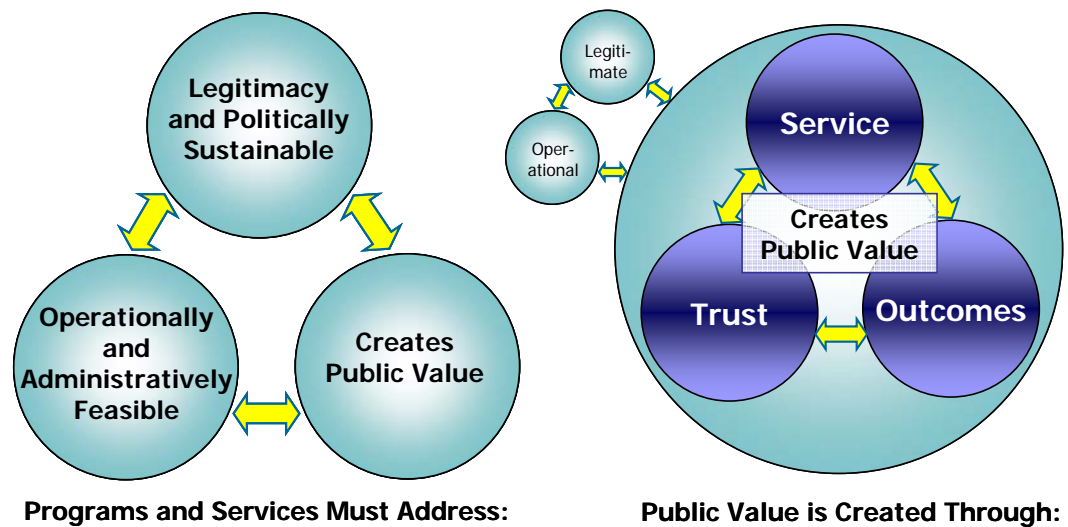 Legitimacy
and Politically
Sustainable
Operationally
and
Administratively
Feasible
Creates
Public Value
Programs and Services Must Address:
Legiti-
mate
Oper-
ational
Service
Creates
Public Value
Trust
Outcomes
Public Value is Created Through: